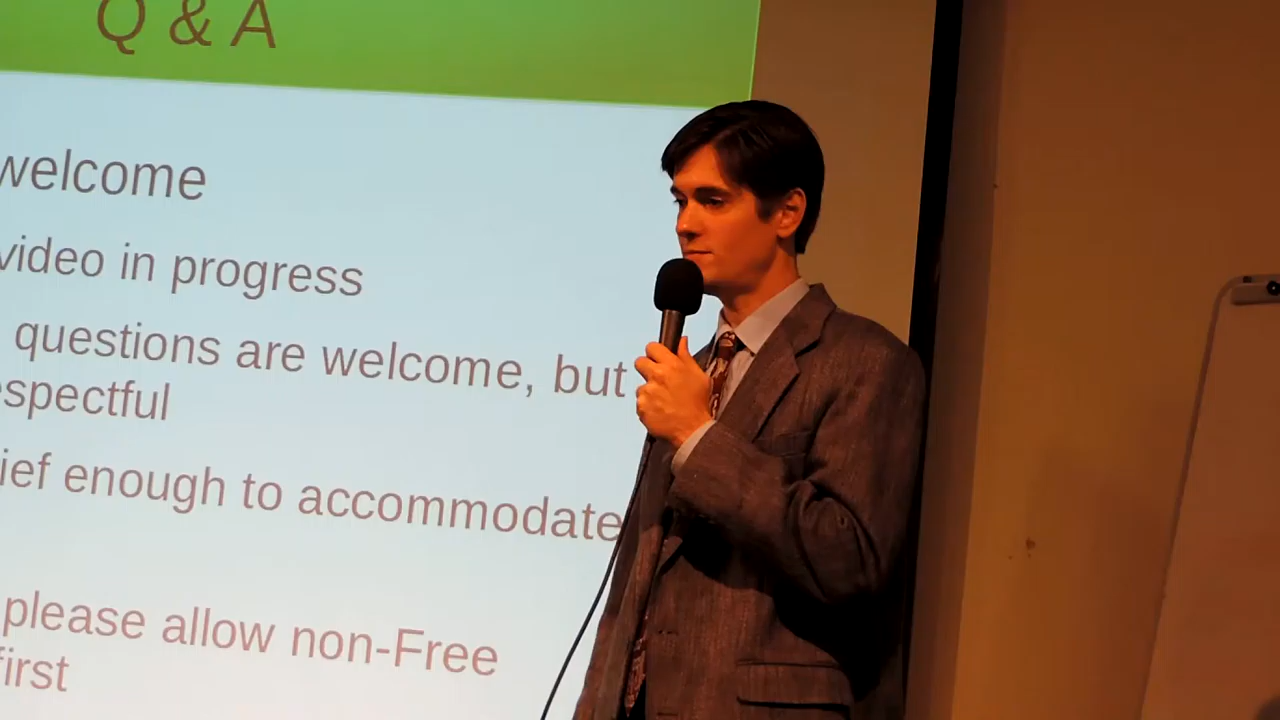 Q & A
welcome
video in progress
questions are welcome, but
espectful
ief enough to accommodate
please allow non-Free
first